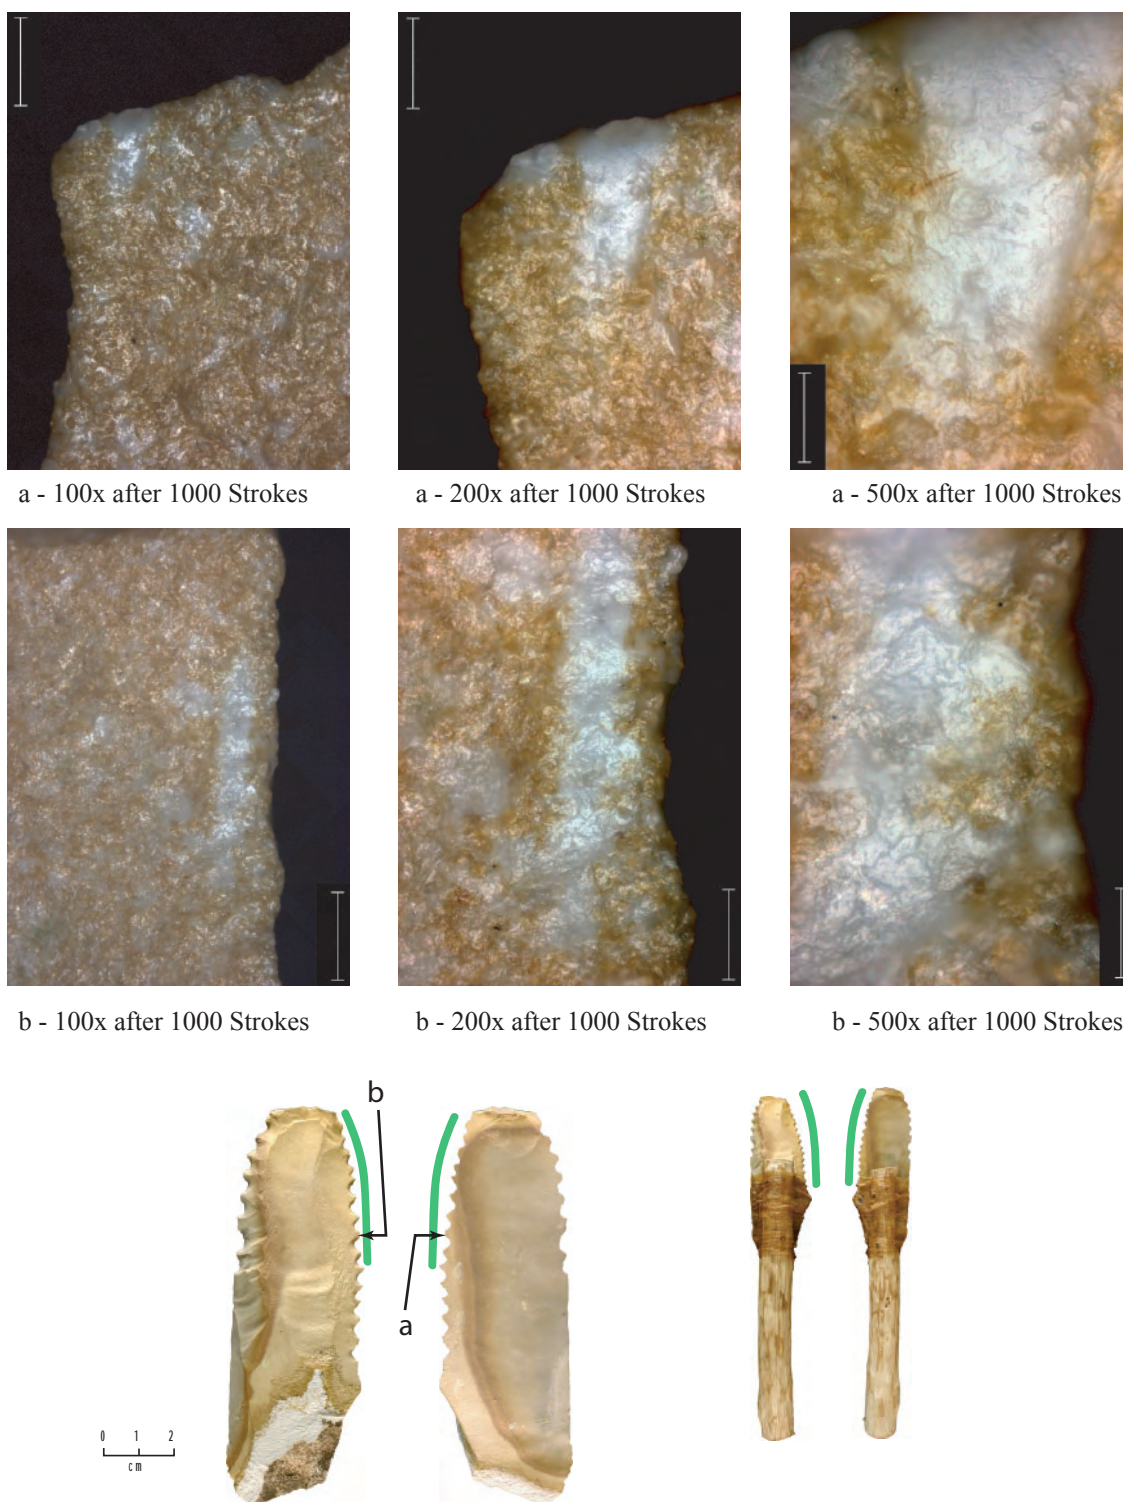 a - 100x after 1000 Strokes
a - 200x after 1000 Strokes
a - 500x after 1000 Strokes
b - 100x after 1000 Strokes
b - 200x after 1000 Strokes
b - 500x after 1000 Strokes
b
a
0 1 2
cm